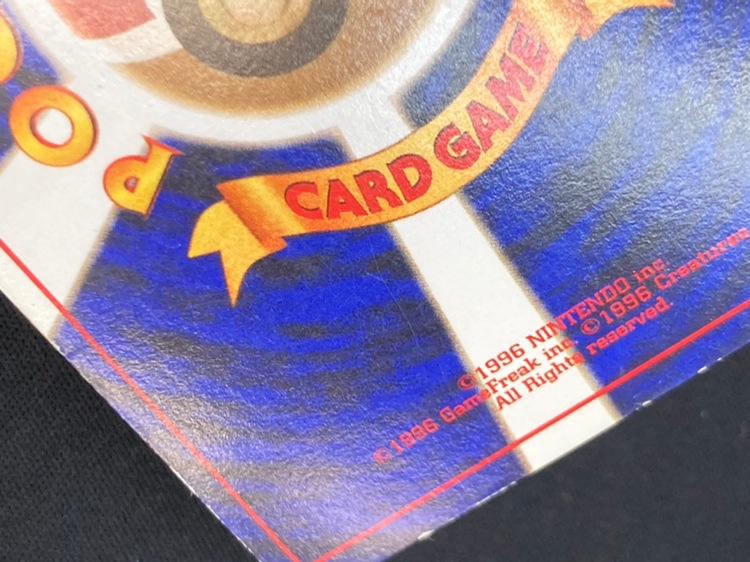 PO
CARD GAME
©1996 NINTENDO inc.
©1996 GameFreak inc. ©1996 Creatures
All Rights reserved.